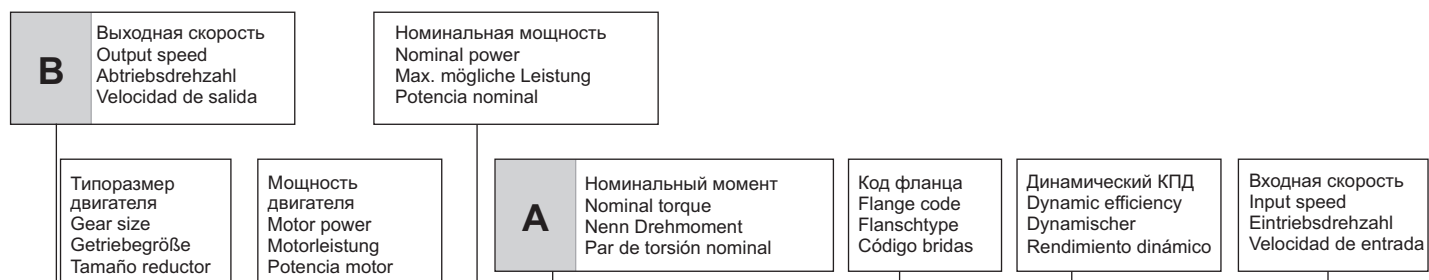 B
Выходная скорость
Output speed
Abtriebsdrehzahl
Velocidad de salida
Номинальная мощность
Nominal power
Max. mögliche Leistung
Potencia nominal
Типоразмер
двигателя
Gear size
Getriebegröße
Tamaño reductor
Мощность
двигателя
Motor power
Motorleistung
Potencia motor
A
Номинальный момент
Nominal torque
Nenn Drehmoment
Par de torsión nominal
Код фланца
Flange code
Flanschtype
Código bridas
Динамический КПД
Dynamic efficiency
Dynamischer
Rendimiento dinámico
Входная скорость
Input speed
Eintriebsdrehzahl
Velocidad de entrada